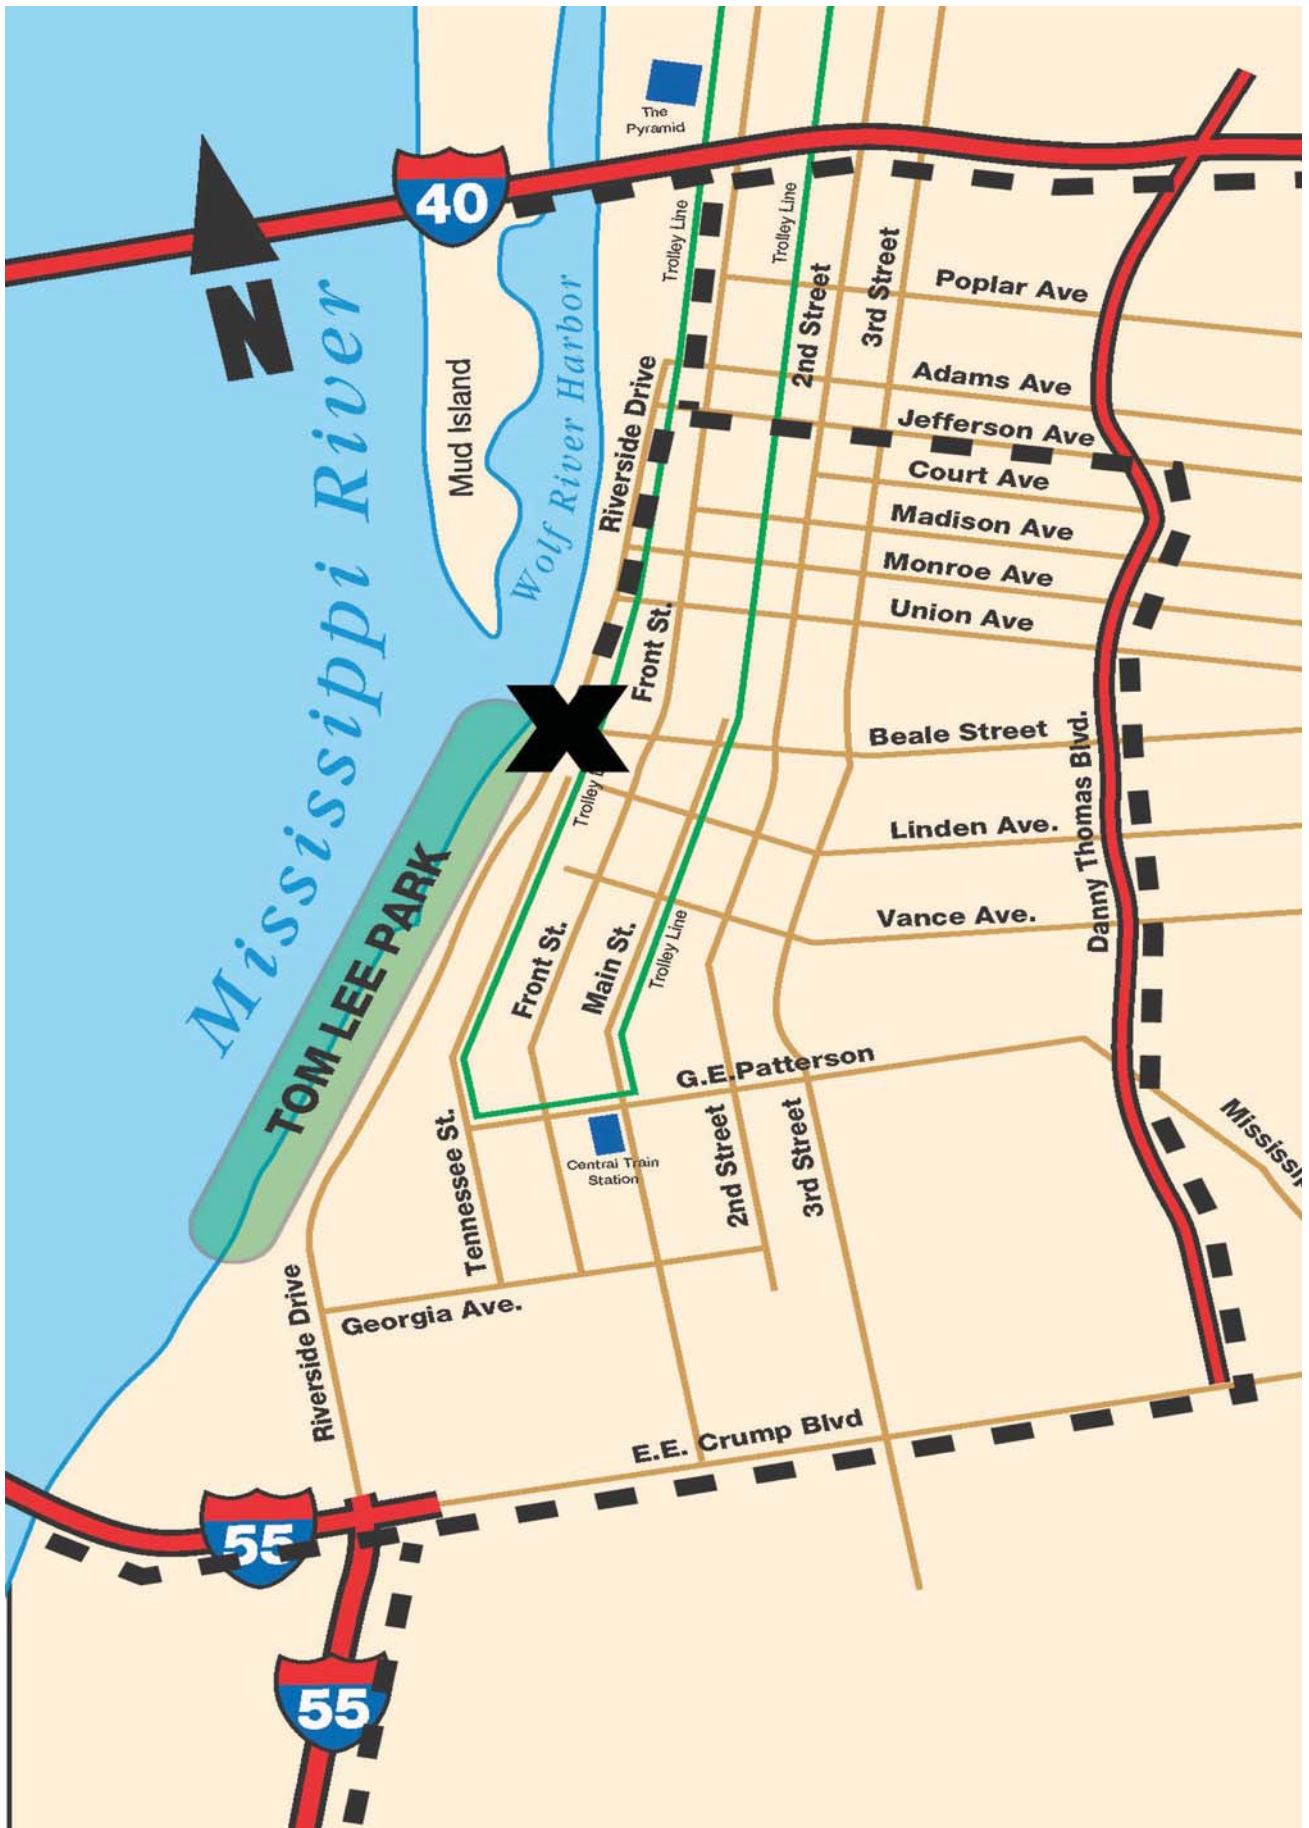 The
Pyramid
40
N
Mississippi River
Mud Island
Wolf River Harbor
Trolley Line
Trolley Line
2nd Street
3rd Street
Poplar Ave
Riverside Drive
Adams Ave
Jefferson Ave
Court Ave
Madison Ave
Monroe Ave
Union Ave
Front St.
X
Beale Street
Trolley
Linden Ave.
Danny Thomas Blvd.
TOM LEE PARK
Vance Ave.
Front St.
Main St.
Trolley Line
G.E.Patterson
Central Train
Station
Tennessee St.
2nd Street
3rd Street
Mississip
Riverside Drive
Georgia Ave.
E.E. Crump Blvd
55
55